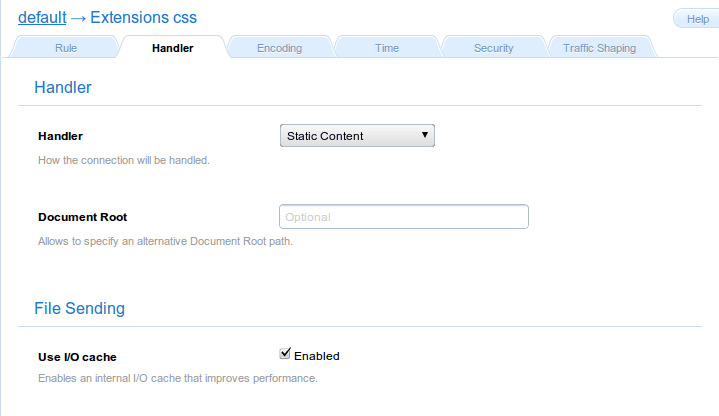 default → Extensions css
Help
Rule Handler Encoding Time Security Traffic Shaping
Handler
Handler Static Content
How the connection will be handled.
Document Root Optional
Allows to specify an alternative Document Root path.
File Sending
Use I/O cache Enabled
Enables an internal I/O cache that improves performance.